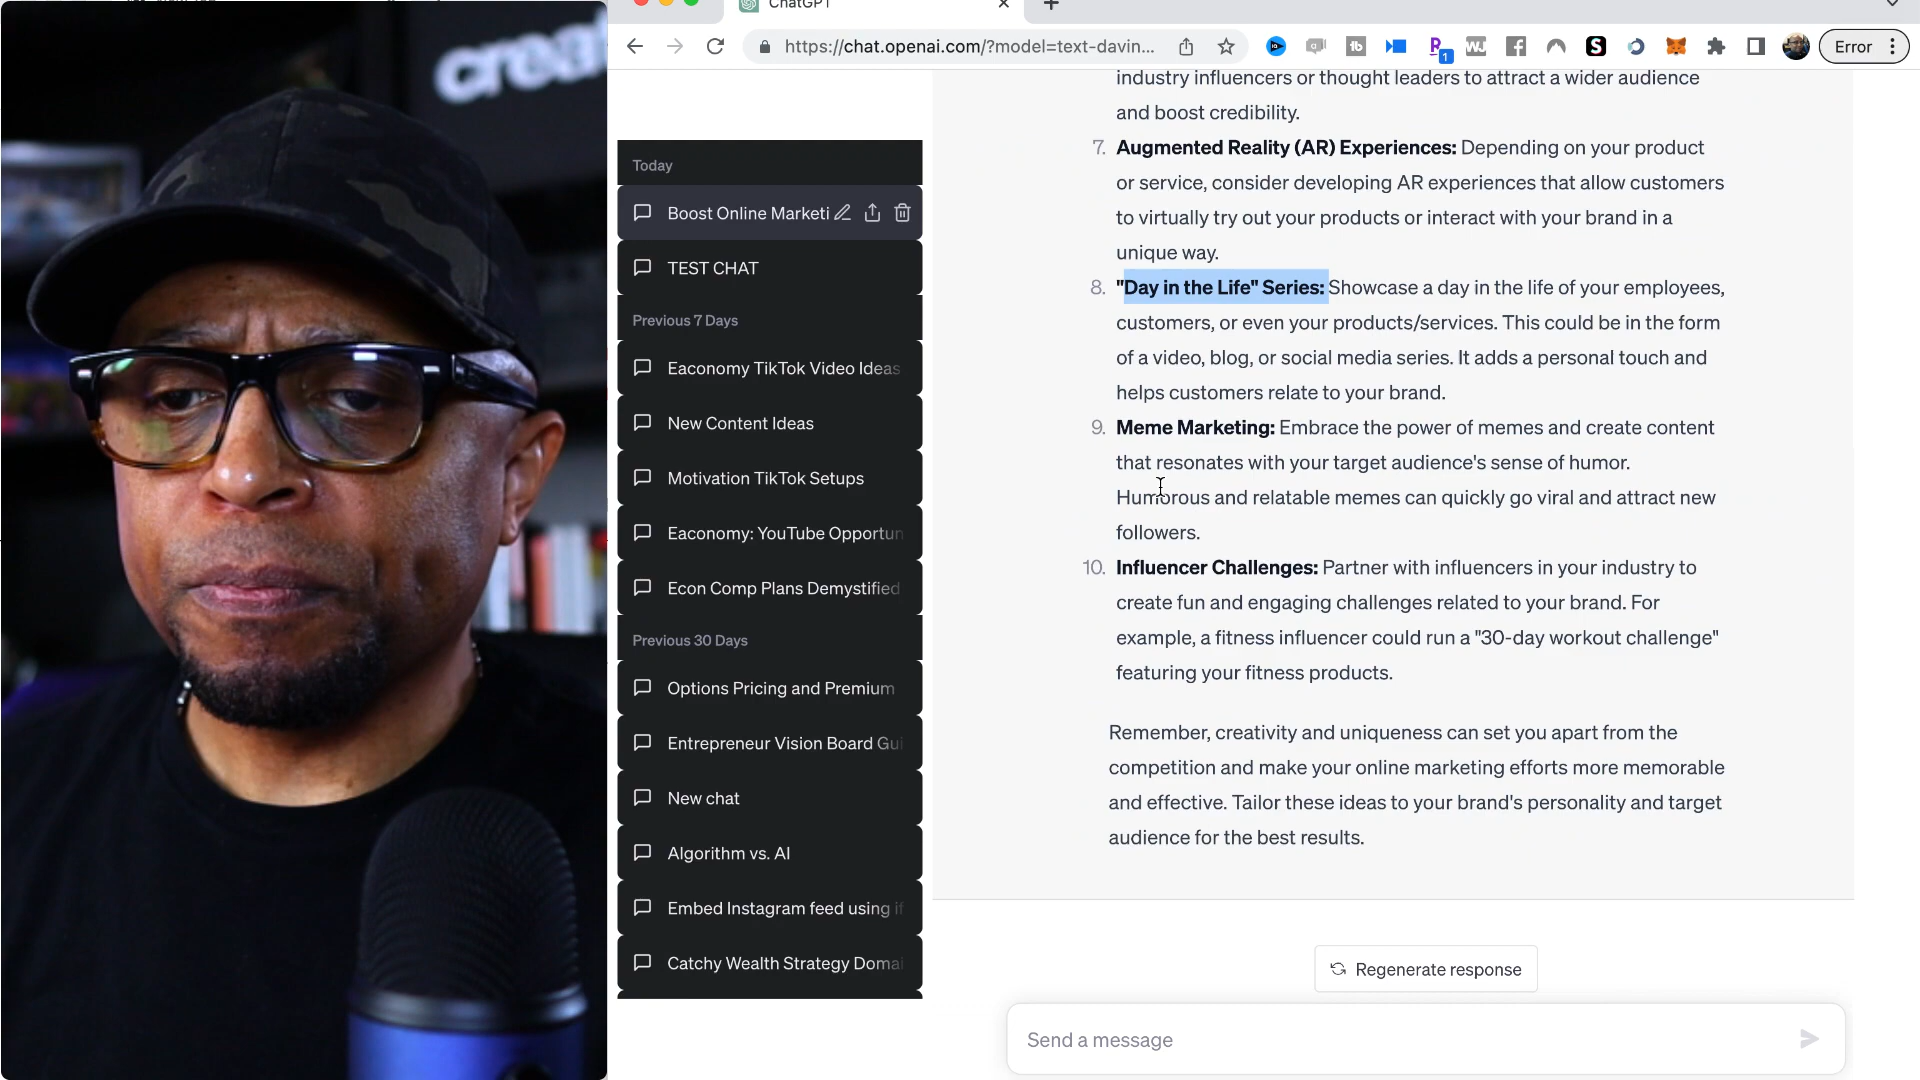 creat
ChatGPT
https://chat.openai.com/?model=text-davin...
1
Error
Today
Boost Online Marketi
TEST CHAT
Previous 7 Days
Eaconomy TikTok Video Ideas
New Content Ideas
Motivation TikTok Setups
Eaconomy: YouTube Opportun
Econ Comp Plans Demystified
Previous 30 Days
Options Pricing and Premium
Entrepreneur Vision Board Gui
New chat
Algorithm vs. AI
Embed Instagram feed using if
Catchy Wealth Strategy Domai
industry influencers or thought leaders to attract a wider audience
and boost credibility.
7. Augmented Reality (AR) Experiences: Depending on your product
or service, consider developing AR experiences that allow customers
to virtually try out your products or interact with your brand in a
unique way.
8. "Day in the Life" Series: Showcase a day in the life of your employees,
customers, or even your products/services. This could be in the form
of a video, blog, or social media series. It adds a personal touch and
helps customers relate to your brand.
9. Meme Marketing: Embrace the power of memes and create content
that resonates with your target audience's sense of humor.
Humorous and relatable memes can quickly go viral and attract new
followers.
10. Influencer Challenges: Partner with influencers in your industry to
create fun and engaging challenges related to your brand. For
example, a fitness influencer could run a "30-day workout challenge"
featuring your fitness products.
Remember, creativity and uniqueness can set you apart from the
competition and make your online marketing efforts more memorable
and effective. Tailor these ideas to your brand's personality and target
audience for the best results.
Regenerate response
Send a message